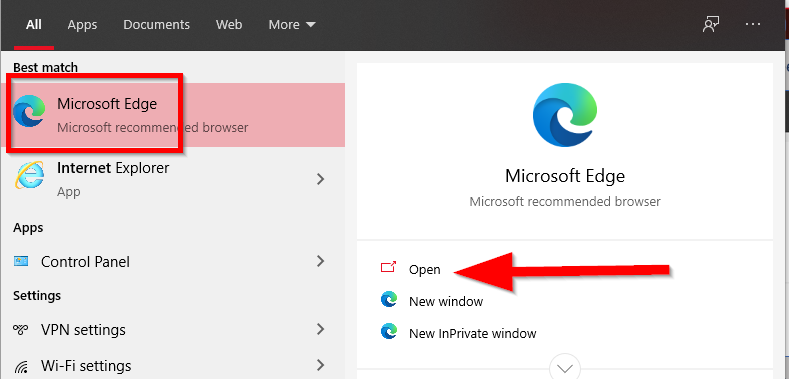 All Apps Documents Web More
Best match
Microsoft Edge
Microsoft recommended browser
Internet Explorer
App
Apps
Control Panel
Settings
VPN settings
Wi-Fi settings
Microsoft Edge
Microsoft recommended browser
Open
New window
New InPrivate window